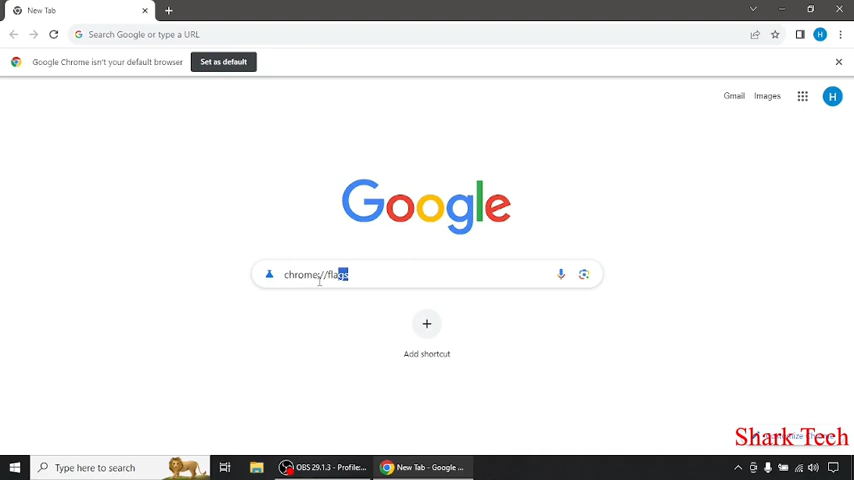 New Tab
Search Google or type a URL
H
Google Chrome isn't your default browser
Set as default
Gmail
Images
H
Google
chrome://flags
Add shortcut
Shark Tech
Type here to search
OBS 29.1.3 - Profile:...
New Tab - Google ...